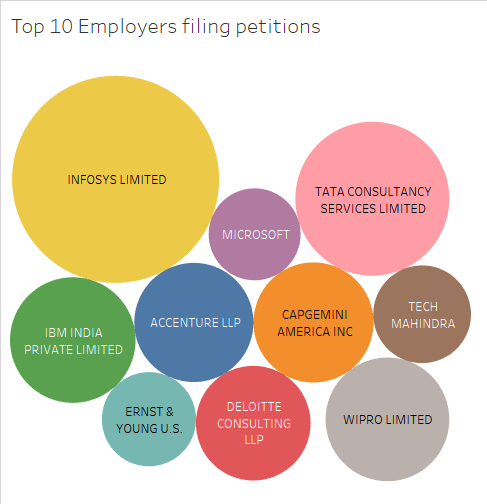 Top 10 Employers filing petitions
INFOSYS LIMITED
TATA CONSULTANCY
SERVICES LIMITED
MICROSOFT
IBM INDIA
PRIVATE LIMITED
ACCENTURE LLP
CAPGEMINI
AMERICA INC
TECH
MAHINDRA
ERNST &
YOUNG U.S.
DELOITTE
CONSULTING
LLP
WIPRO LIMITED